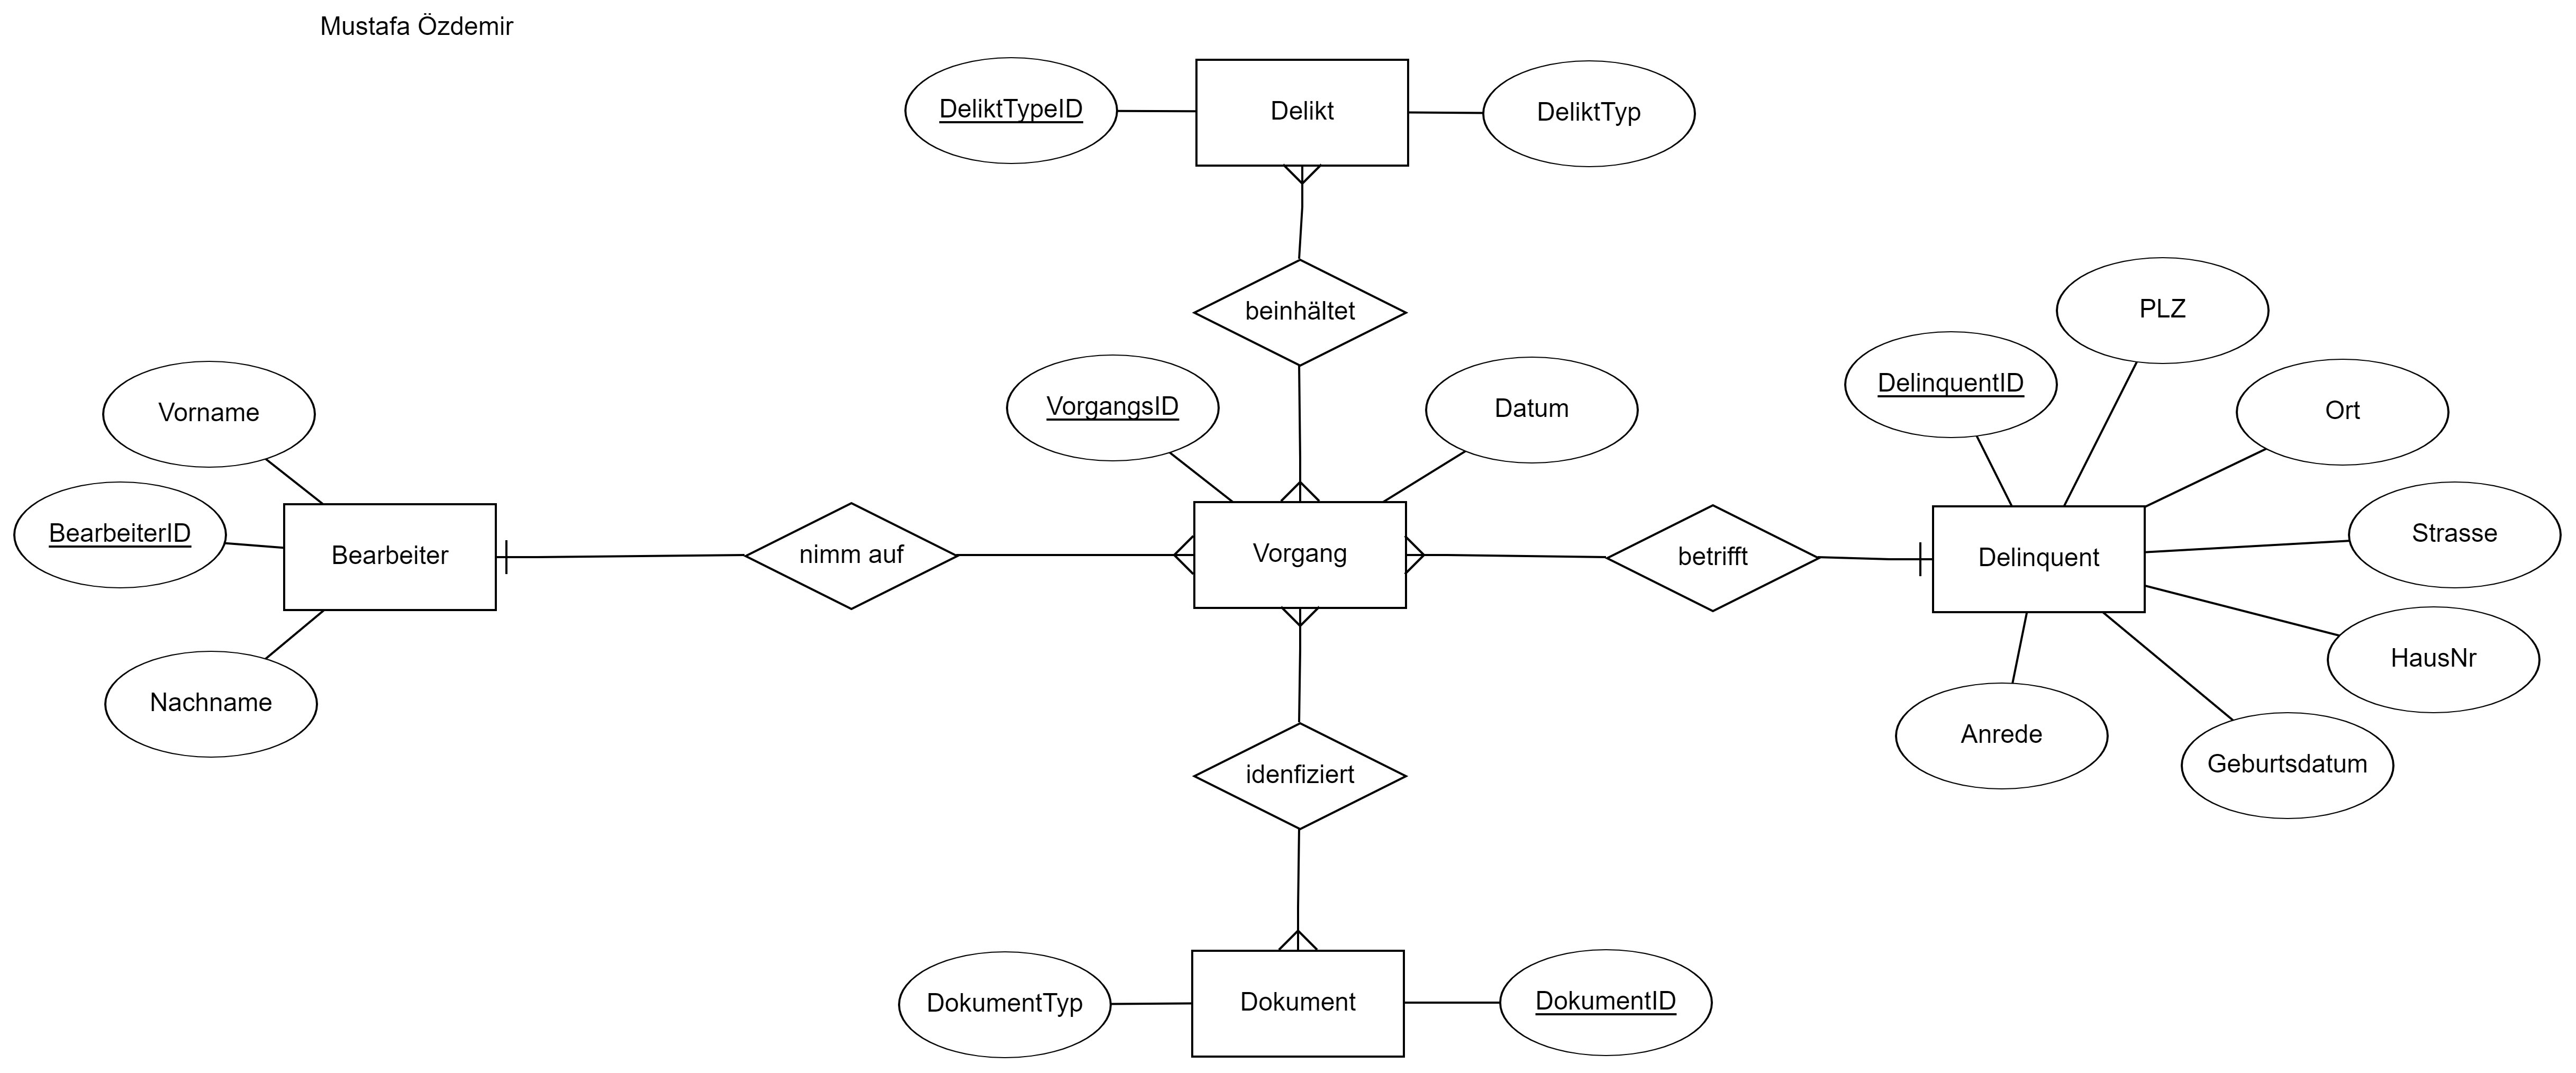 Mustafa Özdemir
DeliktTypeID
Delikt
DeliktTyp
beinhältet
PLZ
DelinquentID
Vorname
VorgangsID
Datum
Ort
BearbeiterID
Strasse
Bearbeiter
nimm auf
Vorgang
betrifft
Delinquent
HausNr
Nachname
Anrede
Geburtsdatum
idenfiziert
DokumentTyp
Dokument
DokumentID